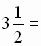 3 1/2 =